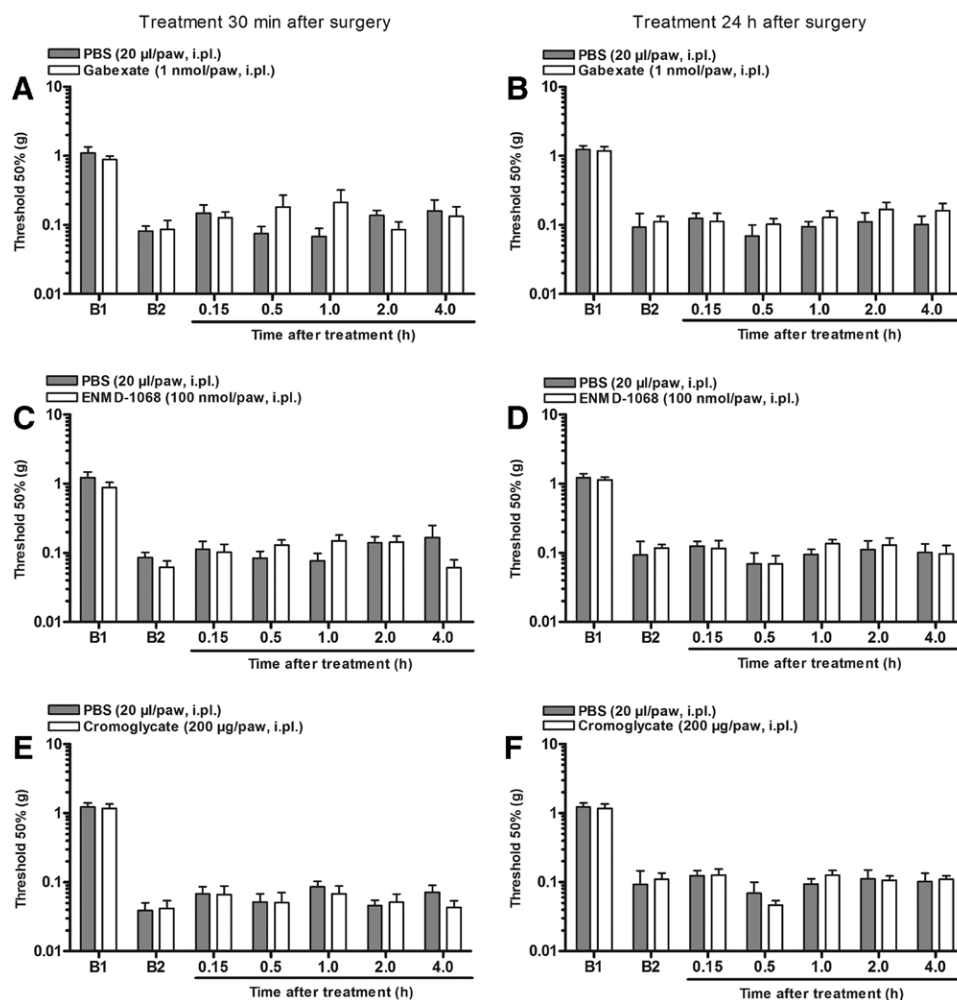 Treatment 30 min after surgery
Treatment 24 h after surgery
PBS (20 µl/paw, i.pl.)
Gabexate (1 nmol/paw, i.pl.)
A
Threshold 50% (g)
10
1
0.1
0.01
B1 B2 0.15 0.5 1.0 2.0 4.0
Time after treatment (h)
PBS (20 µl/paw, i.pl.)
Gabexate (1 nmol/paw, i.pl.)
B
Threshold 50% (g)
10
1
0.1
0.01
B1 B2 0.15 0.5 1.0 2.0 4.0
Time after treatment (h)
PBS (20 µl/paw, i.pl.)
ENMD-1068 (100 nmol/paw, i.pl.)
C
Threshold 50% (g)
10
1
0.1
0.01
B1 B2 0.15 0.5 1.0 2.0 4.0
Time after treatment (h)
PBS (20 µl/paw, i.pl.)
ENMD-1068 (100 nmol/paw, i.pl.)
D
Threshold 50% (g)
10
1
0.1
0.01
B1 B2 0.15 0.5 1.0 2.0 4.0
Time after treatment (h)
PBS (20 µl/paw, i.pl.)
Cromoglycate (200 µg/paw, i.pl.)
E
Threshold 50% (g)
10
1
0.1
0.01
B1 B2 0.15 0.5 1.0 2.0 4.0
Time after treatment (h)
PBS (20 µl/paw, i.pl.)
Cromoglycate (200 µg/paw, i.pl.)
F
Threshold 50% (g)
10
1
0.1
0.01
B1 B2 0.15 0.5 1.0 2.0 4.0
Time after treatment (h)